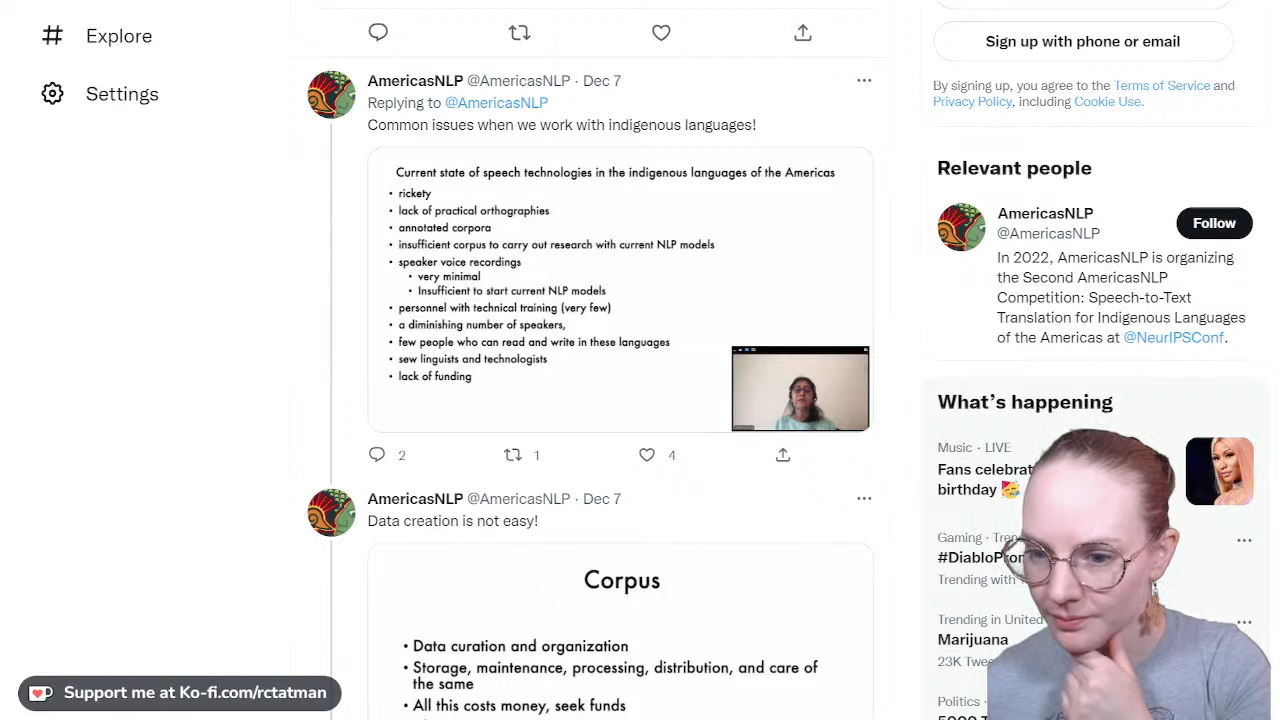 Explore
Settings
AmericasNLP @AmericasNLP · Dec 7
Replying to @AmericasNLP
Common issues when we work with indigenous languages!
Current state of speech technologies in the indigenous languages of the Americas
• rickety
• lack of practical orthographies
• annotated corpora
• insufficient corpus to carry out research with current NLP models
• speaker voice recordings
• very minimal
• Insufficient to start current NLP models
• personnel with technical training (very few)
• a diminishing number of speakers,
• few people who can read and write in these languages
• sew linguists and technologists
• lack of funding
2
1
4
AmericasNLP @AmericasNLP · Dec 7
Data creation is not easy!
Corpus
• Data curation and organization
• Storage, maintenance, processing, distribution, and care of
the same
• All this costs money, seek funds
Support me at Ko-fi.com/rctatman
Sign up with phone or email
By signing up, you agree to the Terms of Service and
Privacy Policy, including Cookie Use.
Relevant people
AmericasNLP
@AmericasNLP
Follow
In 2022, AmericasNLP is organizing
the Second AmericasNLP
Competition: Speech-to-Text
Translation for Indigenous Languages
of the Americas at @NeurIPSConf.
What's happening
Music · LIVE
Fans celebrat
birthday
Gaming ·
Trending with
Trending in United
Marijuana
23K
Politics ·